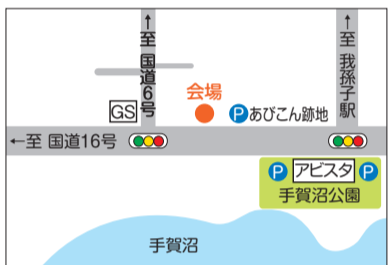 ↑至 国道6号
↑至 我孫子駅
GS
会場
P あびこん跡地
←至 国道16号
P アビスタ P
手賀沼公園
手賀沼